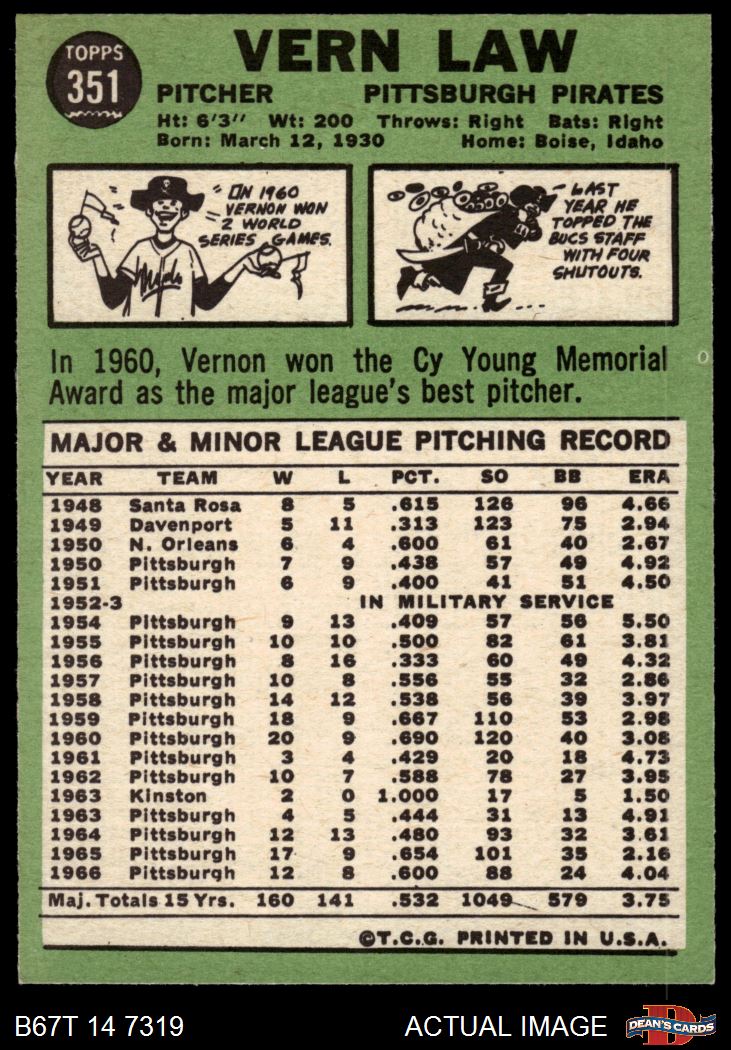 TOPPS
351
VERN LAW
PITCHER PITTSBURGH PIRATES
Ht: 6'3" Wt: 200 Throws: Right Bats: Right
Born: March 12, 1930 Home: Boise, Idaho
ON 1960
VERNON WON
2 WORLD
SERIES GAMES.
LAST
YEAR HE
TOPPED THE
BUCS STAFF
WITH FOUR
SHUTOUTS.
In 1960, Vernon won the Cy Young Memorial
Award as the major league's best pitcher.
MAJOR & MINOR LEAGUE PITCHING RECORD
YEAR TEAM W L PCT. SO BB ERA
1948 Santa Rosa 8 5 .615 126 96 4.66
1949 Davenport 5 11 .313 123 75 2.94
1950 N. Orleans 6 4 .600 61 40 2.67
1950 Pittsburgh 7 9 .438 57 49 4.92
1951 Pittsburgh 6 9 .400 41 51 4.50
1952-3 IN MILITARY SERVICE
1954 Pittsburgh 9 13 .409 57 56 5.50
1955 Pittsburgh 10 10 .500 82 61 3.81
1956 Pittsburgh 8 16 .333 60 49 4.32
1957 Pittsburgh 10 8 .556 55 32 2.86
1958 Pittsburgh 14 12 .538 56 39 3.97
1959 Pittsburgh 18 9 .667 110 53 2.98
1960 Pittsburgh 20 9 .690 120 40 3.08
1961 Pittsburgh 3 4 .429 20 18 4.73
1962 Pittsburgh 10 7 .588 78 27 3.95
1963 Kinston 2 0 1.000 17 5 1.50
1963 Pittsburgh 4 5 .444 31 13 4.91
1964 Pittsburgh 12 13 .480 93 32 3.61
1965 Pittsburgh 17 9 .654 101 35 2.16
1966 Pittsburgh 12 8 .600 88 24 4.04
Maj. Totals 15 Yrs. 160 141 .532 1049 579 3.75
©T.C.G. PRINTED IN U.S.A.
B67T 14 7319 ACTUAL IMAGE
DEAN'S CARDS